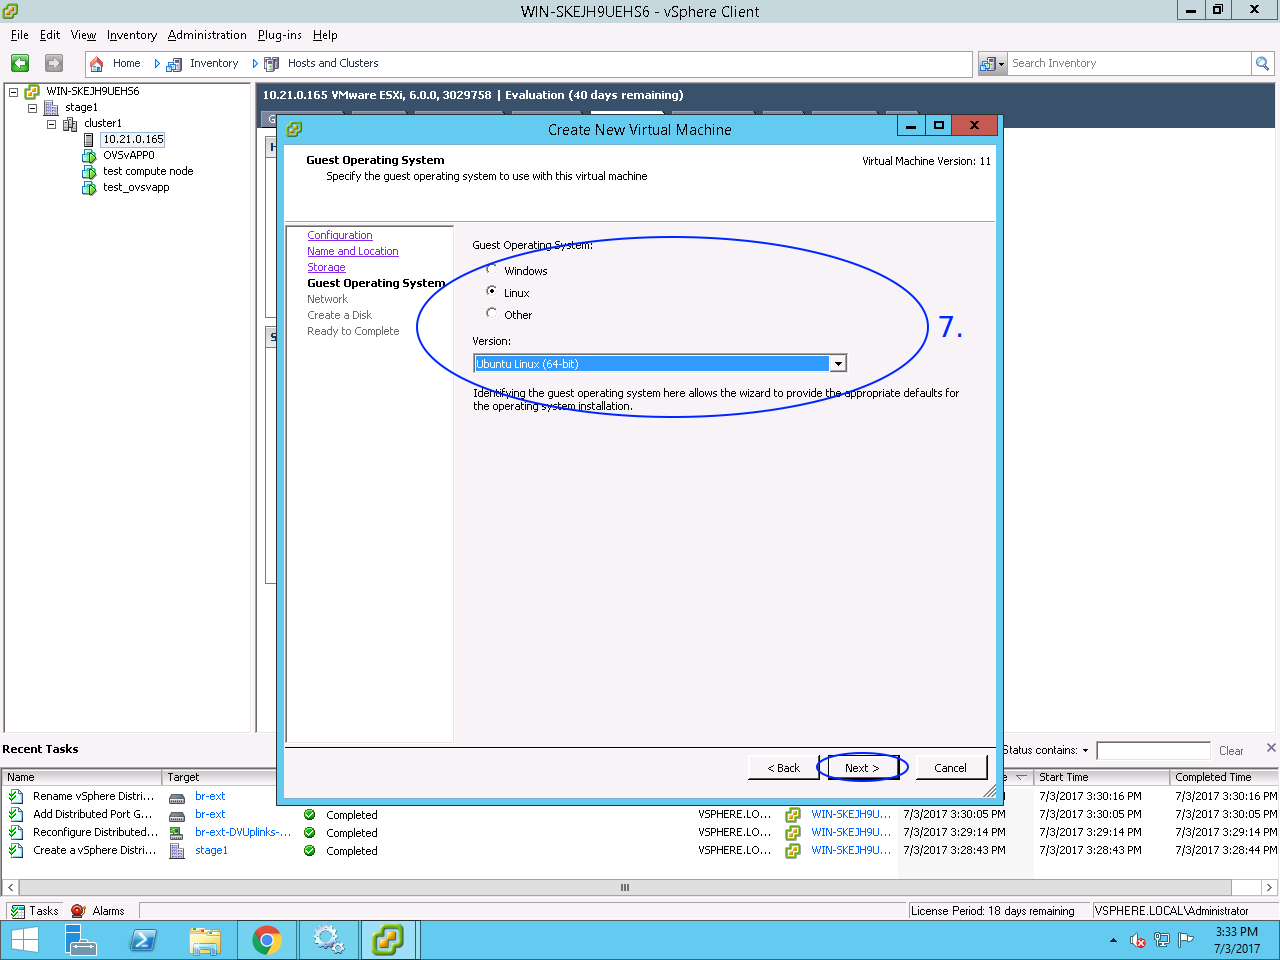 WIN-SKEJH9UEHS6 - vSphere Client
File Edit View Inventory Administration Plug-ins Help
Home Inventory Hosts and Clusters Search Inventory
WIN-SKEJH9UEHS6
stage1
cluster1
10.21.0.165
OVSvAPP0
test compute node
test_ovsvapp
10.21.0.165 VMware ESXi, 6.0.0, 3029758 | Evaluation (40 days remaining)
Create New Virtual Machine
Guest Operating System
Specify the guest operating system to use with this virtual machine
Virtual Machine Version: 11
Configuration
Name and Location
Storage
Guest Operating System
Network
Create a Disk
Ready to Complete
Guest Operating System:
Windows
Linux
Other
7.
Version:
Ubuntu Linux (64-bit)
Identifying the guest operating system here allows the wizard to provide the appropriate defaults for
the operating system installation.
< Back Next > Cancel
Recent Tasks
Status contains: Clear
Name Target Start Time Completed Time
Rename vSphere Distri... br-ext 7/3/2017 3:30:16 PM 7/3/2017 3:30:16 PM
Add Distributed Port G... br-ext Completed VSPHERE.LO... WIN-SKEJH9U... 7/3/2017 3:30:05 PM 7/3/2017 3:30:05 PM 7/3/2017 3:30:05 PM
Reconfigure Distributed... br-ext-DVUplinks-... Completed VSPHERE.LO... WIN-SKEJH9U... 7/3/2017 3:29:14 PM 7/3/2017 3:29:14 PM 7/3/2017 3:29:14 PM
Create a vSphere Distri... stage1 Completed VSPHERE.LO... WIN-SKEJH9U... 7/3/2017 3:28:43 PM 7/3/2017 3:28:43 PM 7/3/2017 3:28:44 PM
Tasks Alarms License Period: 18 days remaining VSPHERE.LOCAL\Administrator
3:33 PM
7/3/2017